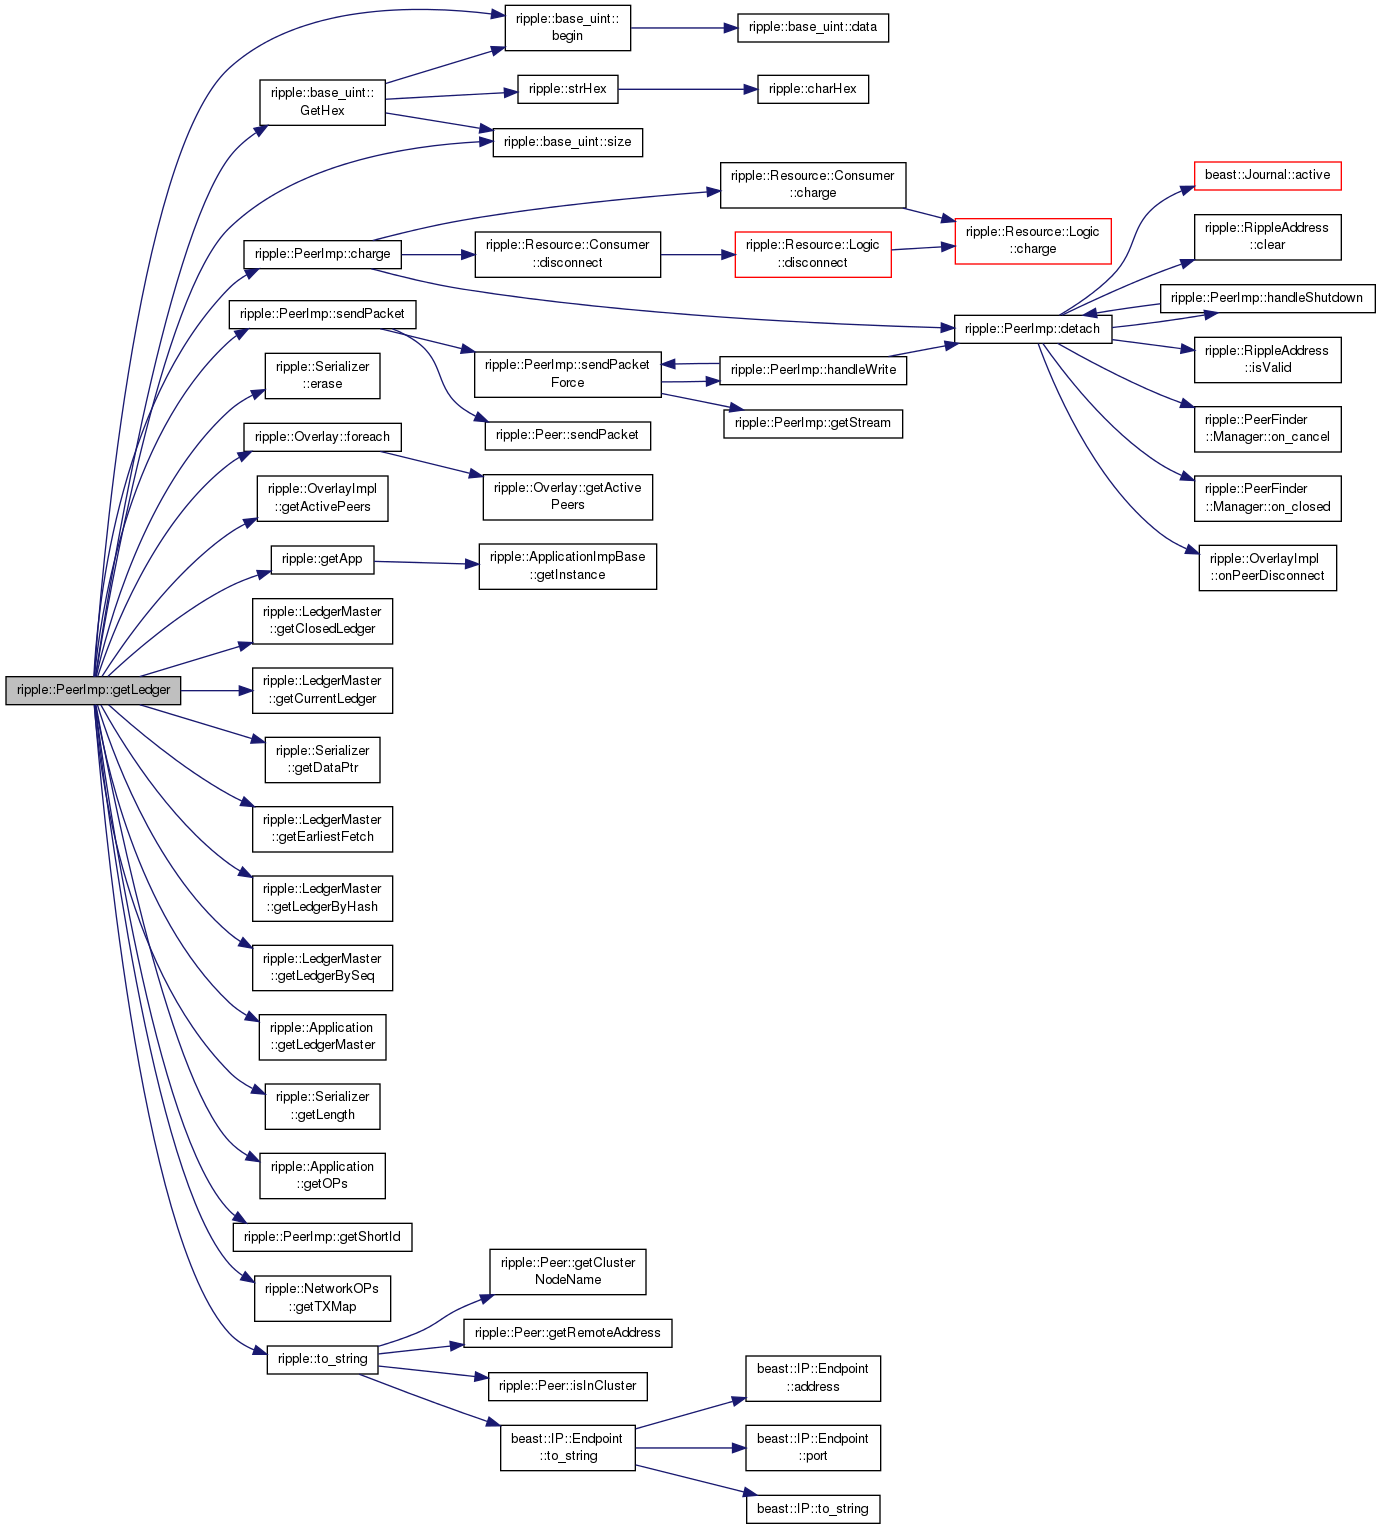 ripple::base_uint::
begin
ripple::base_uint::data
ripple::base_uint::
GetHex
ripple::strHex
ripple::charHex
ripple::base_uint::size
ripple::Resource::Consumer
::charge
beast::Journal::active
ripple::RippleAddress
::clear
ripple::Resource::Logic
::charge
ripple::PeerImp::charge
ripple::Resource::Consumer
::disconnect
ripple::Resource::Logic
::disconnect
ripple::PeerImp::handleShutdown
ripple::PeerImp::sendPacket
ripple::PeerImp::detach
ripple::RippleAddress
::isValid
ripple::Serializer
::erase
ripple::PeerImp::sendPacket
Force
ripple::PeerImp::handleWrite
ripple::PeerImp::getStream
ripple::PeerFinder
::Manager::on_cancel
ripple::Overlay::foreach
ripple::Peer::sendPacket
ripple::OverlayImpl
::getActivePeers
ripple::Overlay::getActive
Peers
ripple::PeerFinder
::Manager::on_closed
ripple::getApp
ripple::ApplicationImpBase
::getInstance
ripple::OverlayImpl
::onPeerDisconnect
ripple::LedgerMaster
::getClosedLedger
ripple::PeerImp::getLedger
ripple::LedgerMaster
::getCurrentLedger
ripple::Serializer
::getDataPtr
ripple::LedgerMaster
::getEarliestFetch
ripple::LedgerMaster
::getLedgerByHash
ripple::LedgerMaster
::getLedgerBySeq
ripple::Application
::getLedgerMaster
ripple::Serializer
::getLength
ripple::Application
::getOPs
ripple::PeerImp::getShortId
ripple::NetworkOPs
::getTXMap
ripple::Peer::getCluster
NodeName
ripple::Peer::getRemoteAddress
ripple::to_string
ripple::Peer::isInCluster
beast::IP::Endpoint
::address
beast::IP::Endpoint
::to_string
beast::IP::Endpoint
::port
beast::IP::to_string